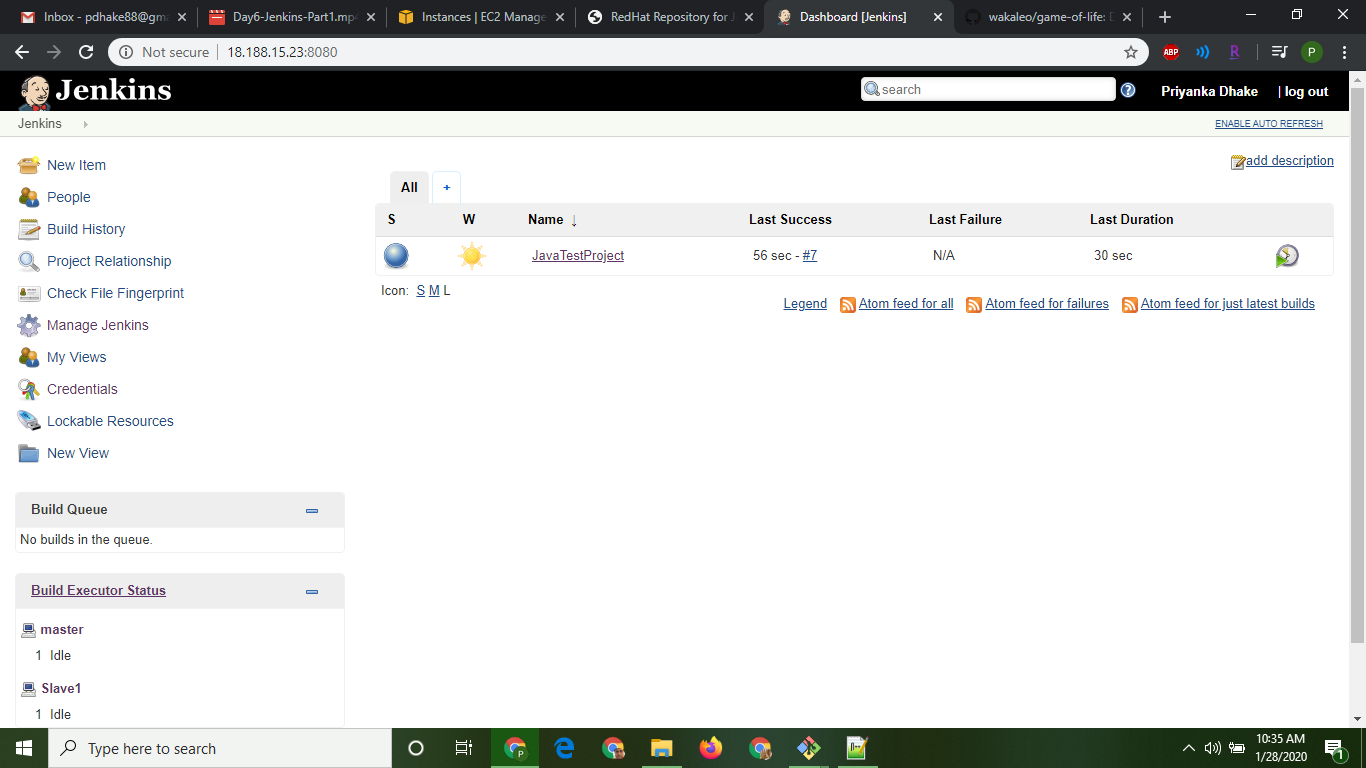 Inbox - pdhake88@gma
Day6-Jenkins-Part1.mp4
Instances | EC2 Manage
RedHat Repository for J
Dashboard [Jenkins]
wakaleo/game-of-life: D
Not secure 18.188.15.23:8080
ABP
R
P
Jenkins
search
Priyanka Dhake
| log out
Jenkins
ENABLE AUTO REFRESH
New Item
People
Build History
Project Relationship
Check File Fingerprint
Manage Jenkins
My Views
Credentials
Lockable Resources
New View
add description
All +
S W Name ↓ Last Success Last Failure Last Duration
JavaTestProject 56 sec - #7 N/A 30 sec
Icon: S M L
Legend Atom feed for all Atom feed for failures Atom feed for just latest builds
Build Queue
No builds in the queue.
Build Executor Status
master
1 Idle
Slave1
1 Idle
Type here to search
10:35 AM
1/28/2020
1